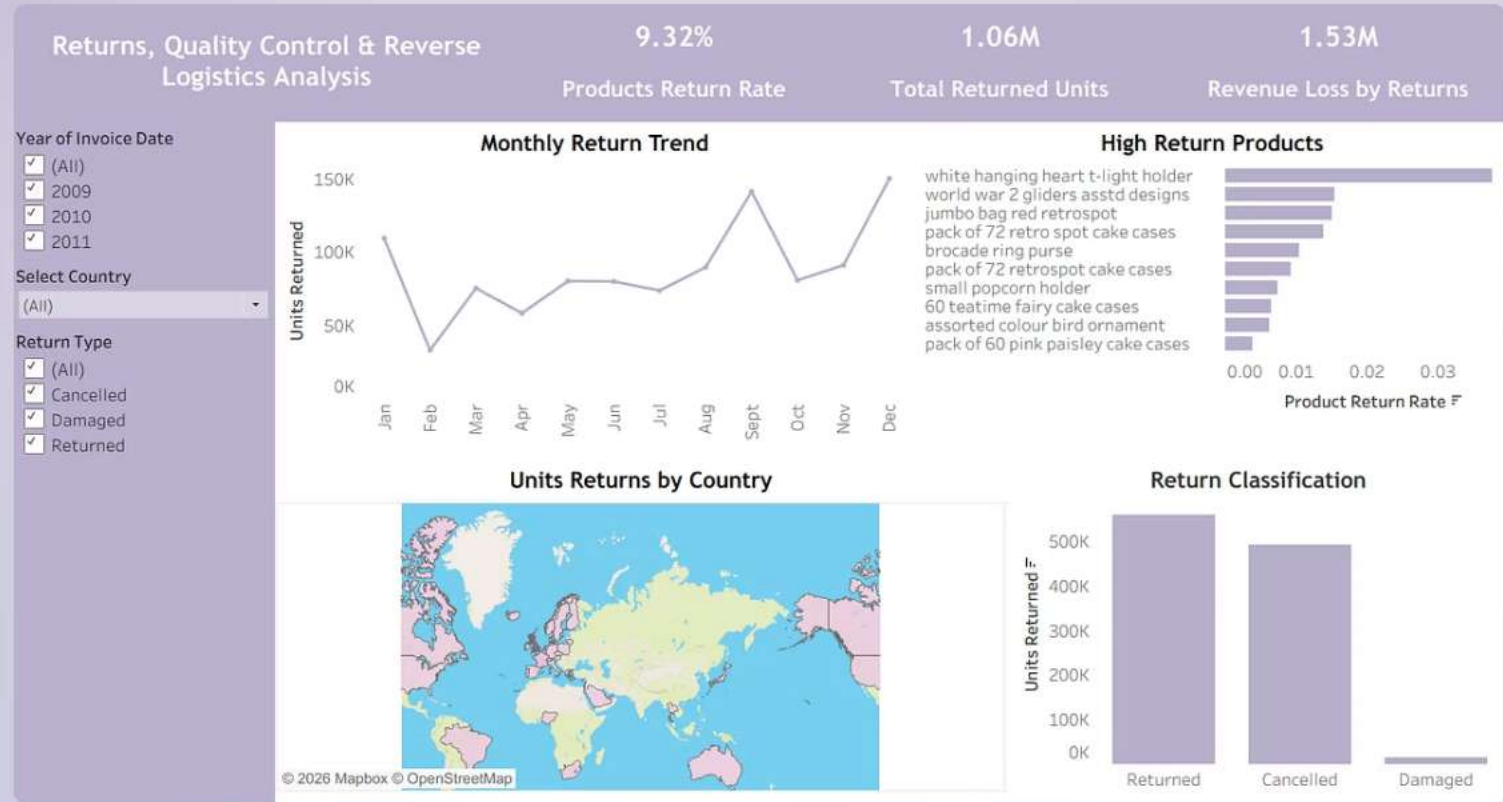 Returns, Quality Control & Reverse
Logistics Analysis
9.32%
Products Return Rate
1.06M
Total Returned Units
1.53M
Revenue Loss by Returns
Year of Invoice Date
(All)
2009
2010
2011
Select Country
(All)
Return Type
(All)
Cancelled
Damaged
Returned
Monthly Return Trend
Units Returned
150K
100K
50K
0K
Jan
Feb
Mar
Apr
May
Jun
Jul
Aug
Sept
Oct
Nov
Dec
High Return Products
white hanging heart t-light holder
world war 2 gliders asstd designs
jumbo bag red retrospot
pack of 72 retro spot cake cases
brocade ring purse
pack of 72 retrospot cake cases
small popcorn holder
60 teatime fairy cake cases
assorted colour bird ornament
pack of 60 pink paisley cake cases
0.00 0.01 0.02 0.03
Product Return Rate
Units Returns by Country
© 2026 Mapbox © OpenStreetMap
Return Classification
Units Returned
500K
400K
300K
200K
100K
0K
Returned
Cancelled
Damaged